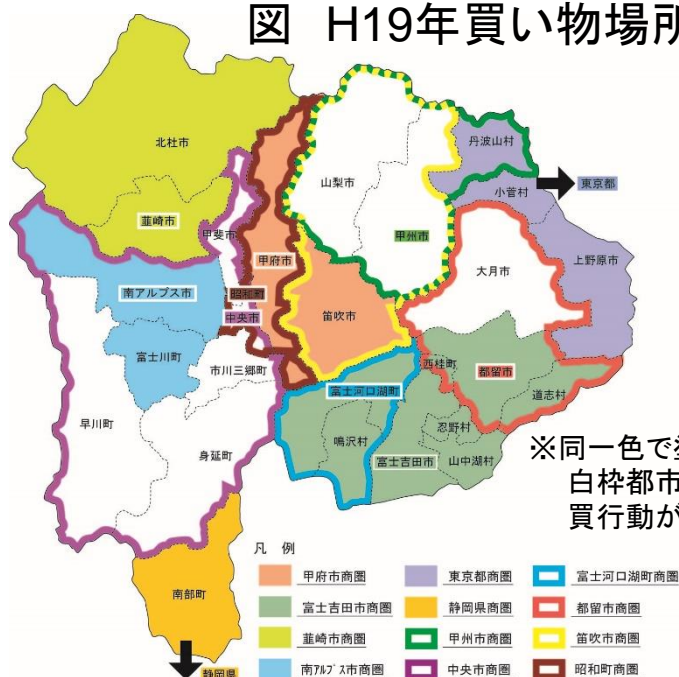 図 H19年買い物場所
北杜市
韮崎市
甲斐市
南アルプス市
昭和町
中央市
甲府市
富士川町
市川三郷町
早川町
身延町
南部町
静岡県
山梨市
甲州市
笛吹市
丹波山村
小菅村
東京都
上野原市
大月市
都留市
道志村
西桂町
富士河口湖町
忍野村
鳴沢村
富士吉田市
山中湖村
※同一色で
白枠都市
買行動が
凡 例
甲府市商圏
東京都商圏
富士河口湖町商圏
富士吉田市商圏
静岡県商圏
都留市商圏
韮崎市商圏
甲州市商圏
笛吹市商圏
南アルプス市商圏
中央市商圏
昭和町商圏